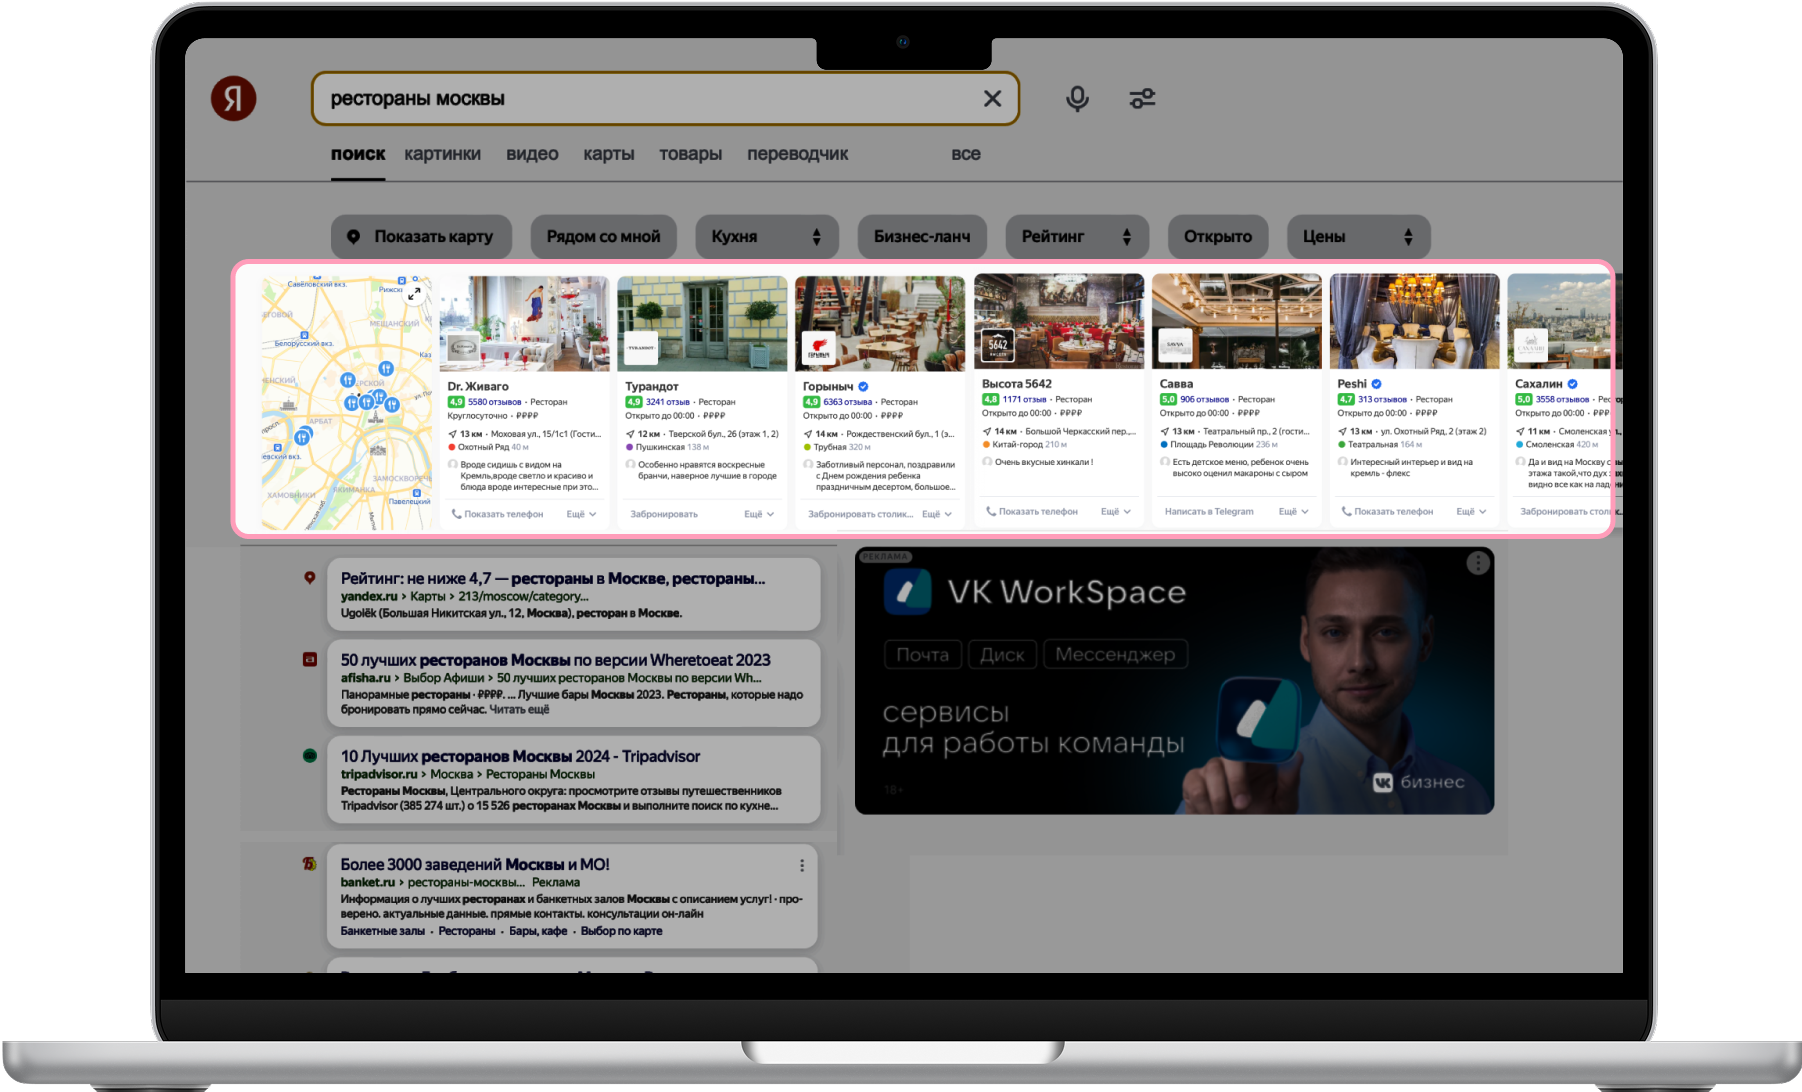 Я
рестораны москвы
поиск картинки видео карты товары переводчик все
Показать карту
Рядом со мной
Кухня
Бизнес-ланч
Рейтинг
Открыто
Цены
Савёловский вкз.
МЕЩАНСКИЙ
Белорусский вкз.
АРБАТ
ХАМОВНИКИ
ЯКИМАНКА
Павелецкий
Dr. Живаго
4,9 5580 отзывов • Ресторан
Круглосуточно • ₽₽₽₽
13 км • Моховая ул., 15/1с1 (Гости...
Охотный Ряд 40 м
Вроде сидишь с видом на
Кремль,вроде светло и красиво и
блюда вроде интересные при это...
Показать телефон Ещё
TURANDOT
Турандот
4,9 3241 отзыв • Ресторан
Открыто до 00:00 • ₽₽₽₽
12 км • Тверской бул., 26 (этаж 1, 2)
Пушкинская 138 м
Особенно нравятся воскресные
бранчи, наверное лучшие в городе
Забронировать Ещё
ГОРЫНЫЧ
Горыныч
4,9 6363 отзыва • Ресторан
Открыто до 00:00 • ₽₽₽₽
14 км • Рождественский бул., 1 (э...
Трубная 320 м
Заботливый персонал, поздравили
с Днем рождения ребенка
праздничным десертом, большое...
Забронировать столик... Ещё
5642
ВЫСОТА
Высота 5642
4,8 1171 отзыв • Ресторан
Открыто до 00:00 • ₽₽₽₽
14 км • Большой Черкасский пер.,...
Китай-город 210 м
Очень вкусные хинкали !
Показать телефон Ещё
SAVVA
Савва
5,0 906 отзывов • Ресторан
Открыто до 00:00 • ₽₽₽₽
13 км • Театральный пр., 2 (гости...
Площадь Революции 236 м
Есть детское меню, ребенок очень
высоко оценил макароны с сыром
Написать в Telegram Ещё
Peshi
4,7 313 отзывов • Ресторан
Открыто до 00:00 • ₽₽₽₽
13 км • ул. Охотный Ряд, 2 (этаж 2)
Театральная 164 м
Интересный интерьер и вид на
кремль - флекс
Показать телефон Ещё
Сахалин
5,0 3558 отзывов • Рес
Открыто до 00:00 • ₽₽₽₽
11 км • Смоленская ул.,
Смоленская 420 м
Да и вид на Москву с
этажа такой,что дух
видно все как на
Забронировать столик
Рейтинг: не ниже 4,7 — рестораны в Москве, рестораны...
yandex.ru > Карты > 213/moscow/category...
Ugolёk (Большая Никитская ул., 12, Москва), ресторан в Москве.
50 лучших ресторанов Москвы по версии Wheretoeat 2023
afisha.ru > Выбор Афиши > 50 лучших ресторанов Москвы по версии Wh...
Панорамные рестораны · ₽₽₽₽. ... Лучшие бары Москвы 2023. Рестораны, которые надо
бронировать прямо сейчас. Читать ещё
10 Лучших ресторанов Москвы 2024 - Tripadvisor
tripadvisor.ru > Москва > Рестораны Москвы
Рестораны Москвы, Центрального округа: просмотрите отзывы путешественников
Tripadvisor (385 274 шт.) о 15 526 ресторанах Москвы и выполните поиск по кухне...
Более 3000 заведений Москвы и МО!
banket.ru > рестораны-москвы... Реклама
Информация о лучших ресторанах и банкетных залов Москвы с описанием услуг! · про-
верено. актуальные данные. прямые контакты. консультации он-лайн
Банкетные залы • Рестораны • Бары, кафе • Выбор по карте
РЕКЛАМА
VK WorkSpace
Почта Диск Мессенджер
сервисы
для работы команды
18+
бизнес